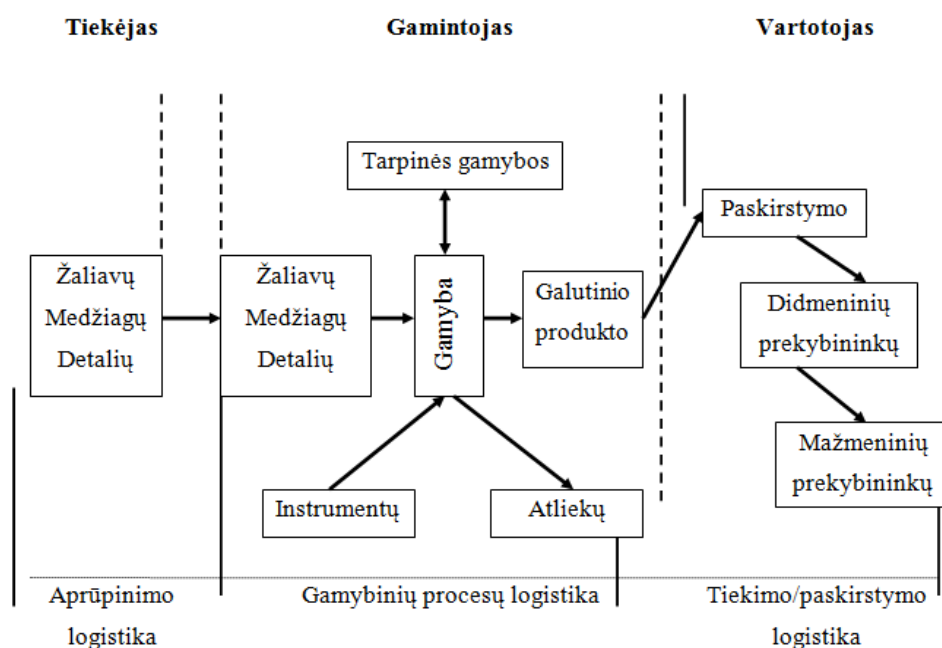 Tiekėjas
Gamintojas
Vartotojas
Tarpinės gamybos
Paskirstymo
Žaliavų
Medžiagų
Detalių
Žaliavų
Medžiagų
Detalių
Gamyba
Galutinio
produkto
Didmeninių
prekybininkų
Mažmeninių
prekybininkų
Instrumentų
Atliekų
Aprūpinimo
logistika
Gamybinių procesų logistika
Tiekimo/paskirstymo
logistika